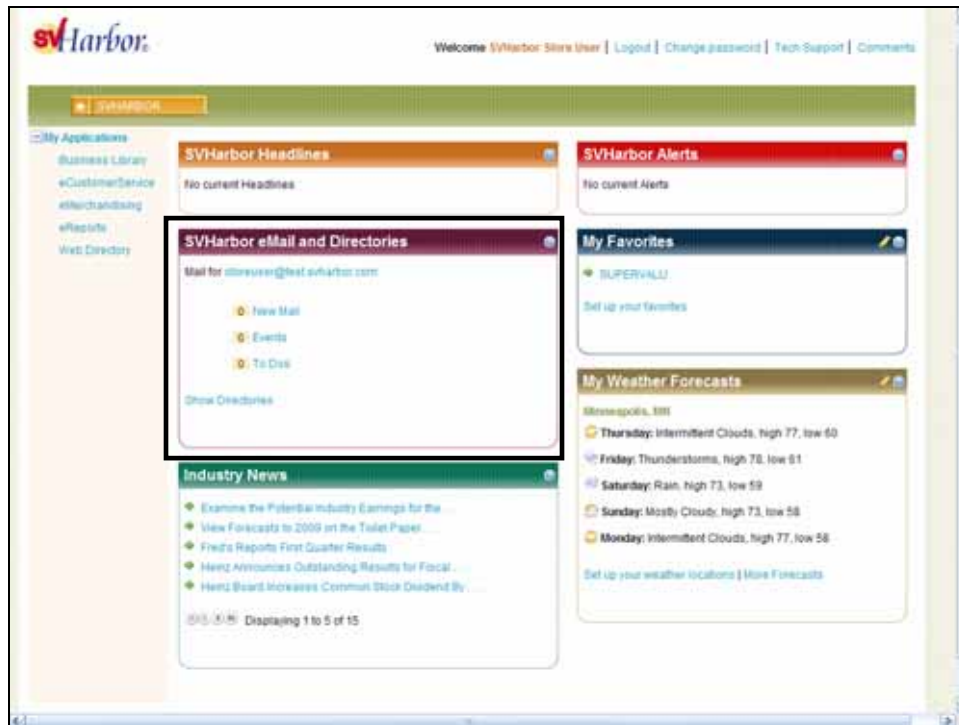 SVHarbor
Welcome SVHarbor Store User | Logout | Change password | Tech Support | Comments
SVHARBOR
My Applications
Business Library
eCustomerService
eMerchandising
eReports
Web Directory
SVHarbor Headlines
No current Headlines
SVHarbor Alerts
No current Alerts
SVHarbor eMail and Directories
Mail for storeuser@test.svharbor.com
0 New Mail
0 Events
0 To Dos
Show Directories
My Favorites
SUPERVALU
Set up your favorites
My Weather Forecasts
Minneapolis, MN
Thursday: Intermittent Clouds, high 77, low 60
Friday: Thunderstorms, high 78, low 61
Saturday: Rain, high 73, low 59
Sunday: Mostly Cloudy, high 73, low 58
Monday: Intermittent Clouds, high 77, low 58
Set up your weather locations | More Forecasts
Industry News
Examine the Potential Industry Earnings for the ...
View Forecasts to 2009 on the Toilet Paper ...
Fred's Reports First Quarter Results
Heinz Announces Outstanding Results for Fiscal ...
Heinz Board Increases Common Stock Dividend By ...
Displaying 1 to 5 of 15